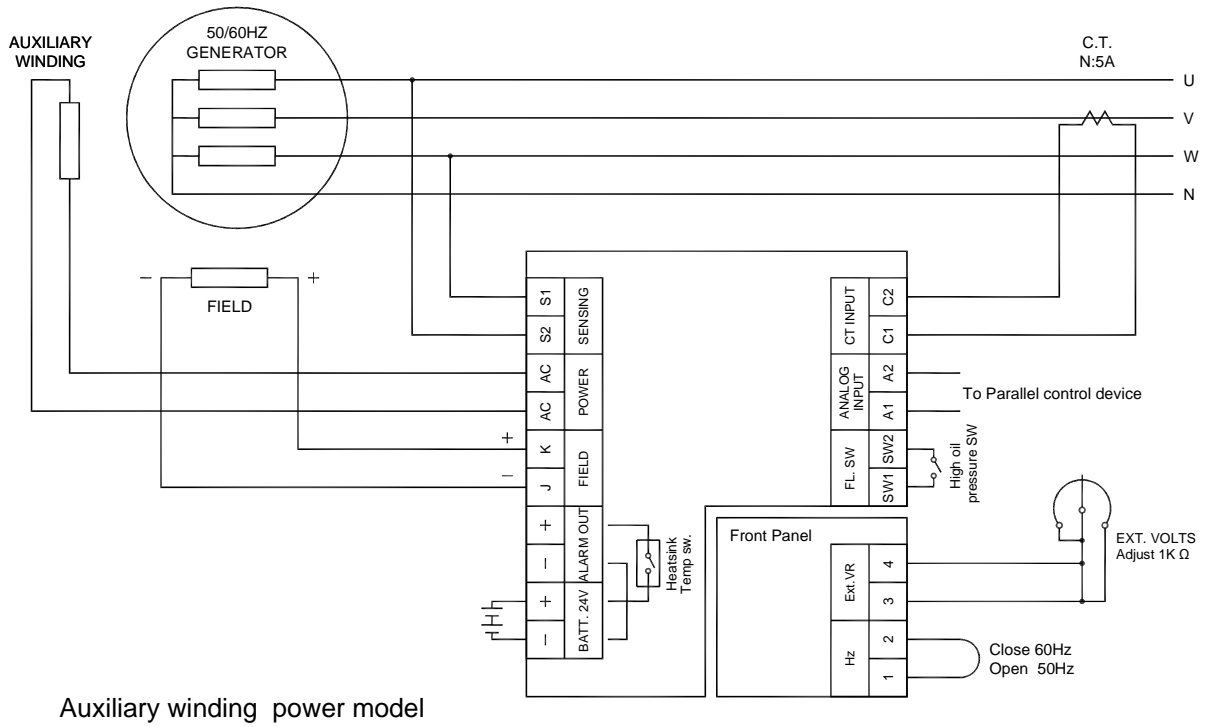 AUXILIARY
WINDING
50/60HZ
GENERATOR
C.T.
N:5A
U
V
W
N
−
+
FIELD
S1
S2
SENSING
AC
AC
POWER
+
−
K
J
FIELD
+
−
ALARM OUT
+
−
BATT. 24V
Heatsink
Temp sw.
CT INPUT
C2
C1
ANALOG
INPUT
A2
A1
To Parallel control device
FL. SW
SW2
SW1
High oil
pressure SW
Front Panel
Ext.VR
4
3
Hz
2
1
EXT. VOLTS
Adjust 1K Ω
Close 60Hz
Open 50Hz
Auxiliary winding power model